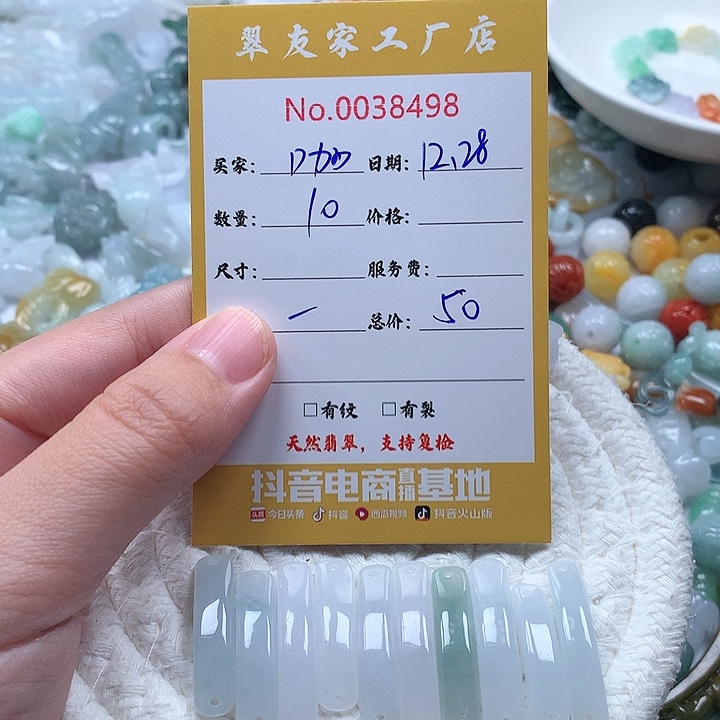 翠友家工厂店
No.0038498
买家: 日期: 12.28
数量: 10 价格:
尺寸: 服务费:
一 总价: 50
□有纹 □有裂
天然翡翠，支持复检
抖音电商直播基地
头条 今日头条 抖音 西瓜视频 抖音火山版